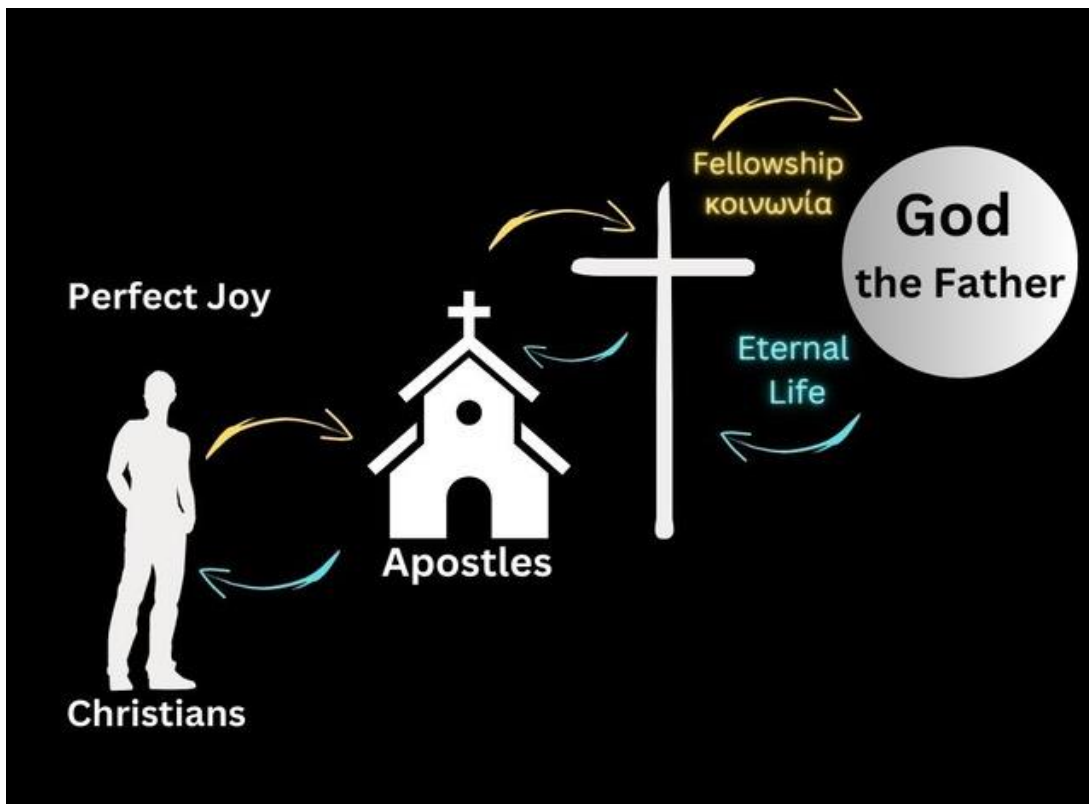 Fellowship
κοινωνία
God
the Father
Perfect Joy
Eternal
Life
Apostles
Christians